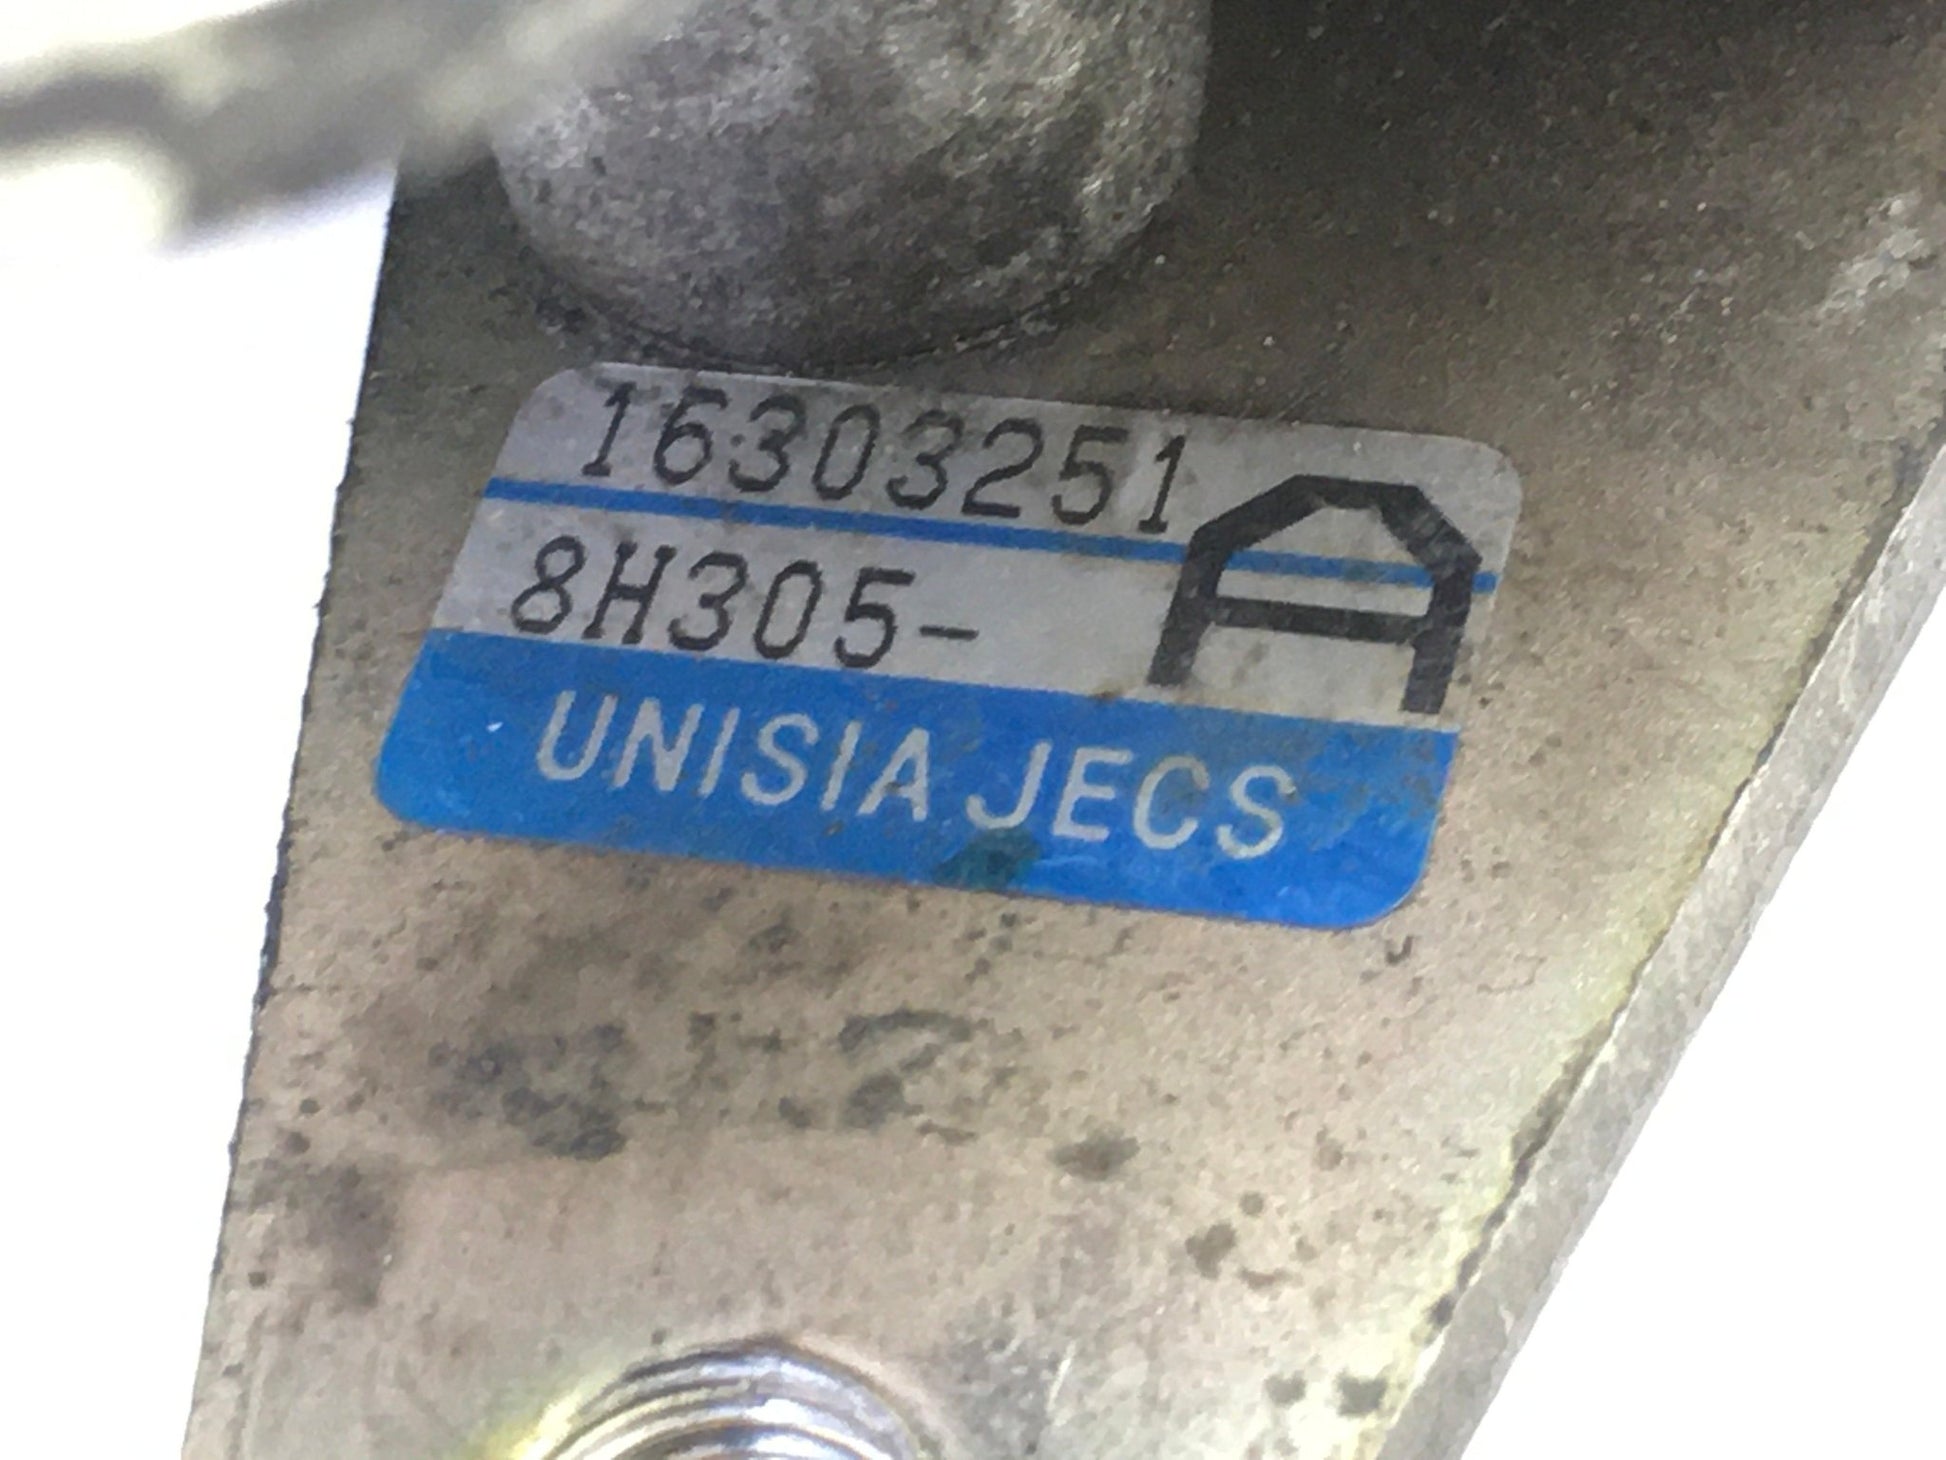 16303251
8H305-
A
UNISIA JECS